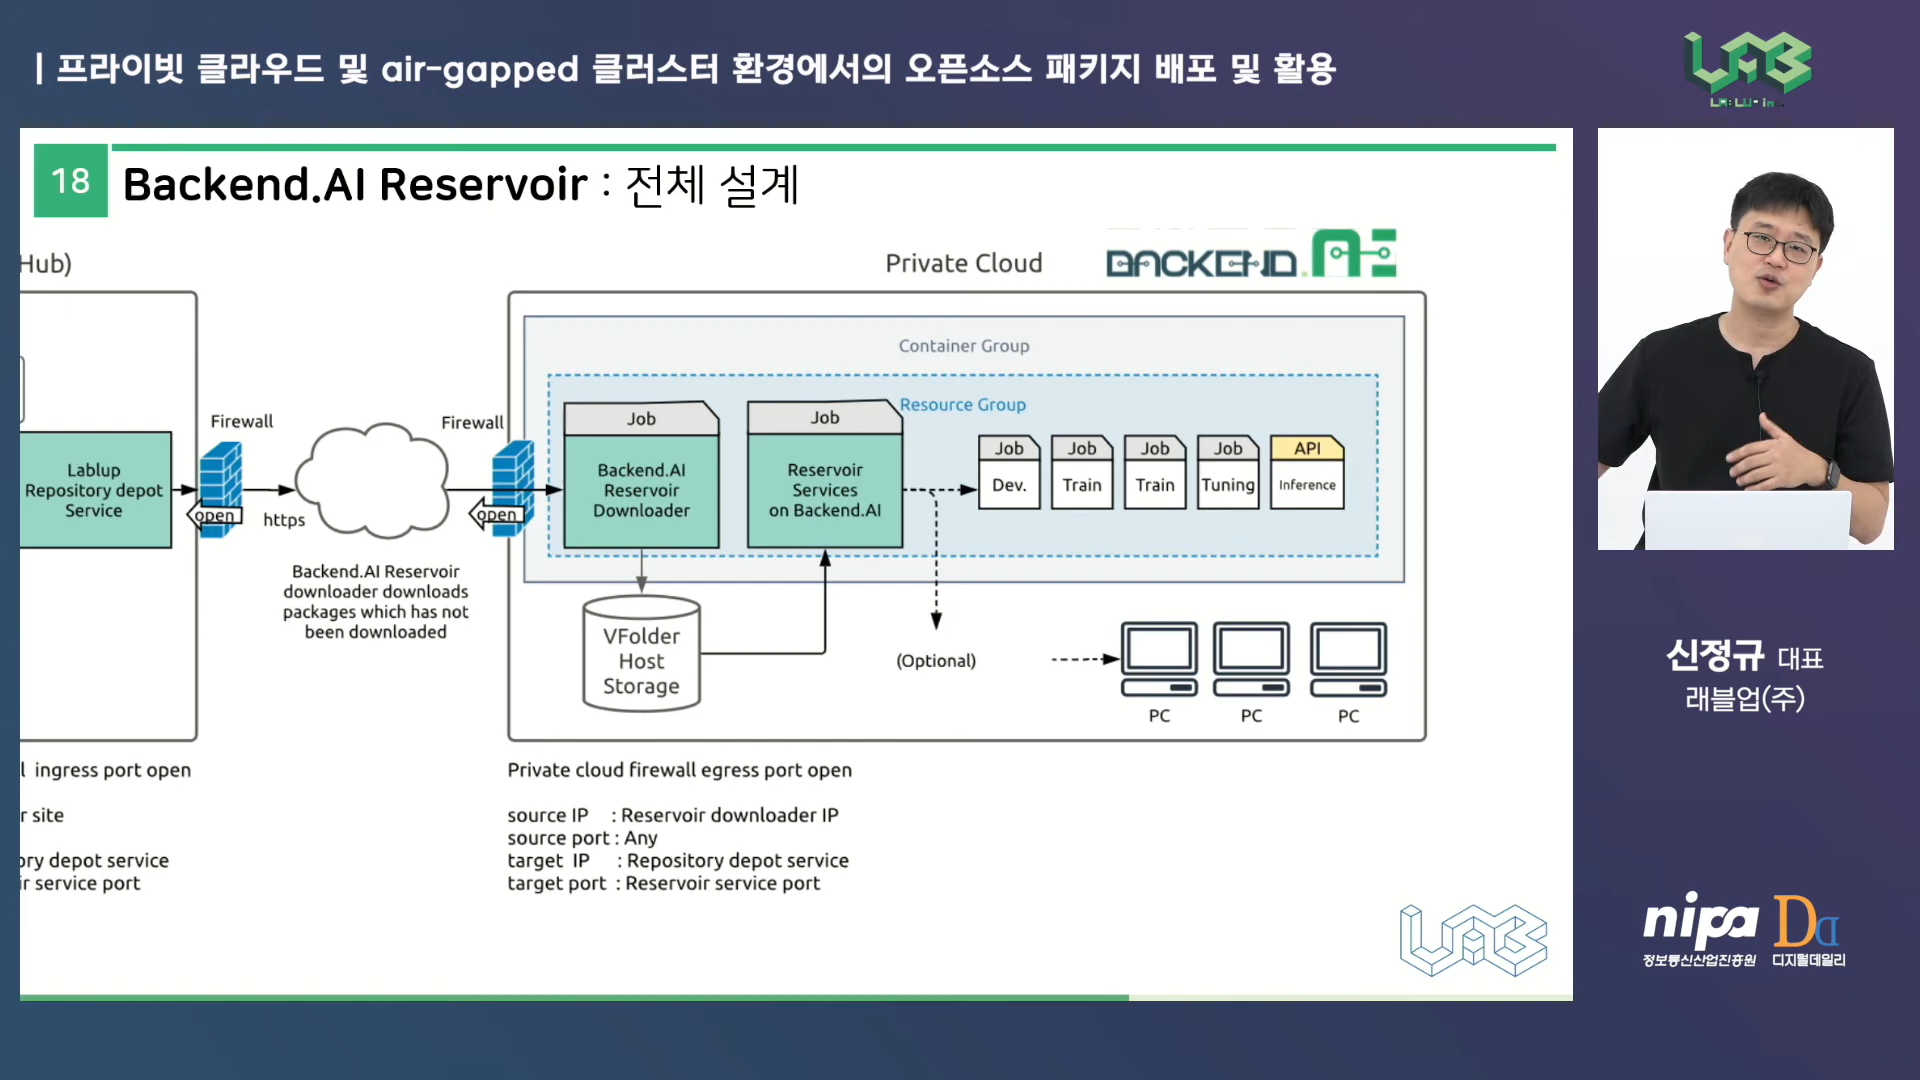 | 프라이빗 클라우드 및 air-gapped 클러스터 환경에서의 오픈소스 패키지 배포 및 활용
18
Backend.AI Reservoir : 전체 설계
Hub)
Private Cloud
BACKEND.AI
Container Group
Resource Group
Firewall
Firewall
Job
Job
Job
Job
Job
Job
API
Dev.
Train
Train
Tuning
Inference
Lablup
Repository depot
Service
open
https
open
Backend.AI
Reservoir
Downloader
Reservoir
Services
on Backend.AI
Backend.AI Reservoir
downloader downloads
packages which has not
been downloaded
VFolder
Host
Storage
(Optional)
PC
PC
PC
l ingress port open
r site
ory depot service
ir service port
Private cloud firewall egress port open
source IP : Reservoir downloader IP
source port : Any
target IP : Repository depot service
target port : Reservoir service port
LAB
LAB
신정규 대표
래블업(주)
nipa
정보통신산업진흥원
디지털데일리